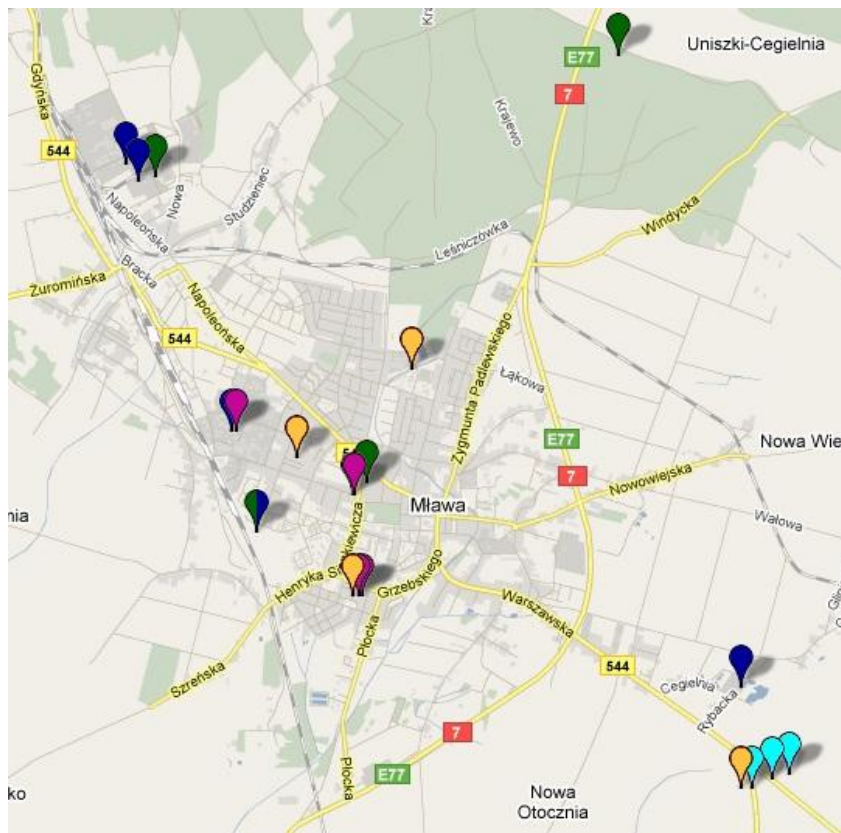 Kra
Uniszki-Cegielnia
E77
7
Gdyńska
544
Krajewo
Nowa
Studzieniec
Napoleońska
Windycka
Leśniczówka
Bracka
Żuromińska
Napoleońska
544
Zygmunta Padlewskiego
Łąkowa
E77
Nowa Wie
7
Nowowiejska
Mława
Wałowa
nia
Henryka Sienkiewicza
Grzebskiego
Warszawska
Płocka
544
Szreńska
Cegielnia
Rybacka
7
E77
Płocka
Nowa
Otocznia
ko